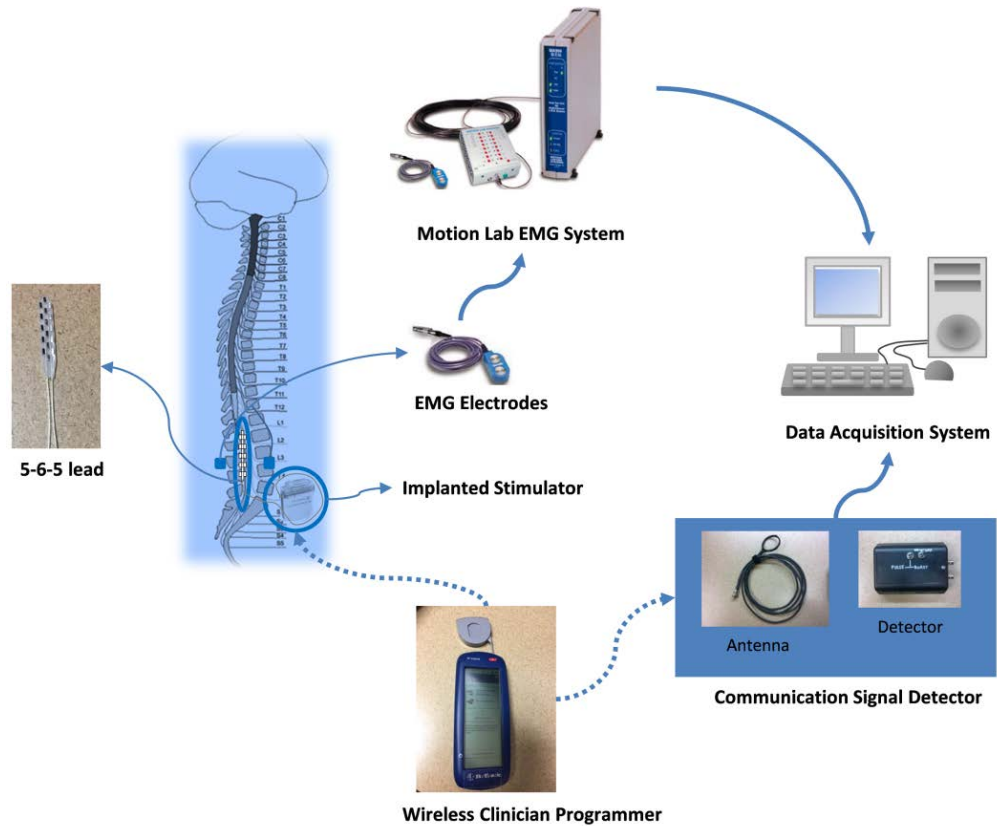 Motion Lab EMG System
C1
C2
C3
C4
C5
C6
C7
C8
T1
T2
T3
T4
T5
T6
T7
T8
T9
T10
T11
T12
L1
L2
L3
S4
S5
5-6-5 lead
EMG Electrodes
Implanted Stimulator
Data Acquisition System
PULSE
BURST
Antenna
Detector
Communication Signal Detector
Wireless Clinician Programmer